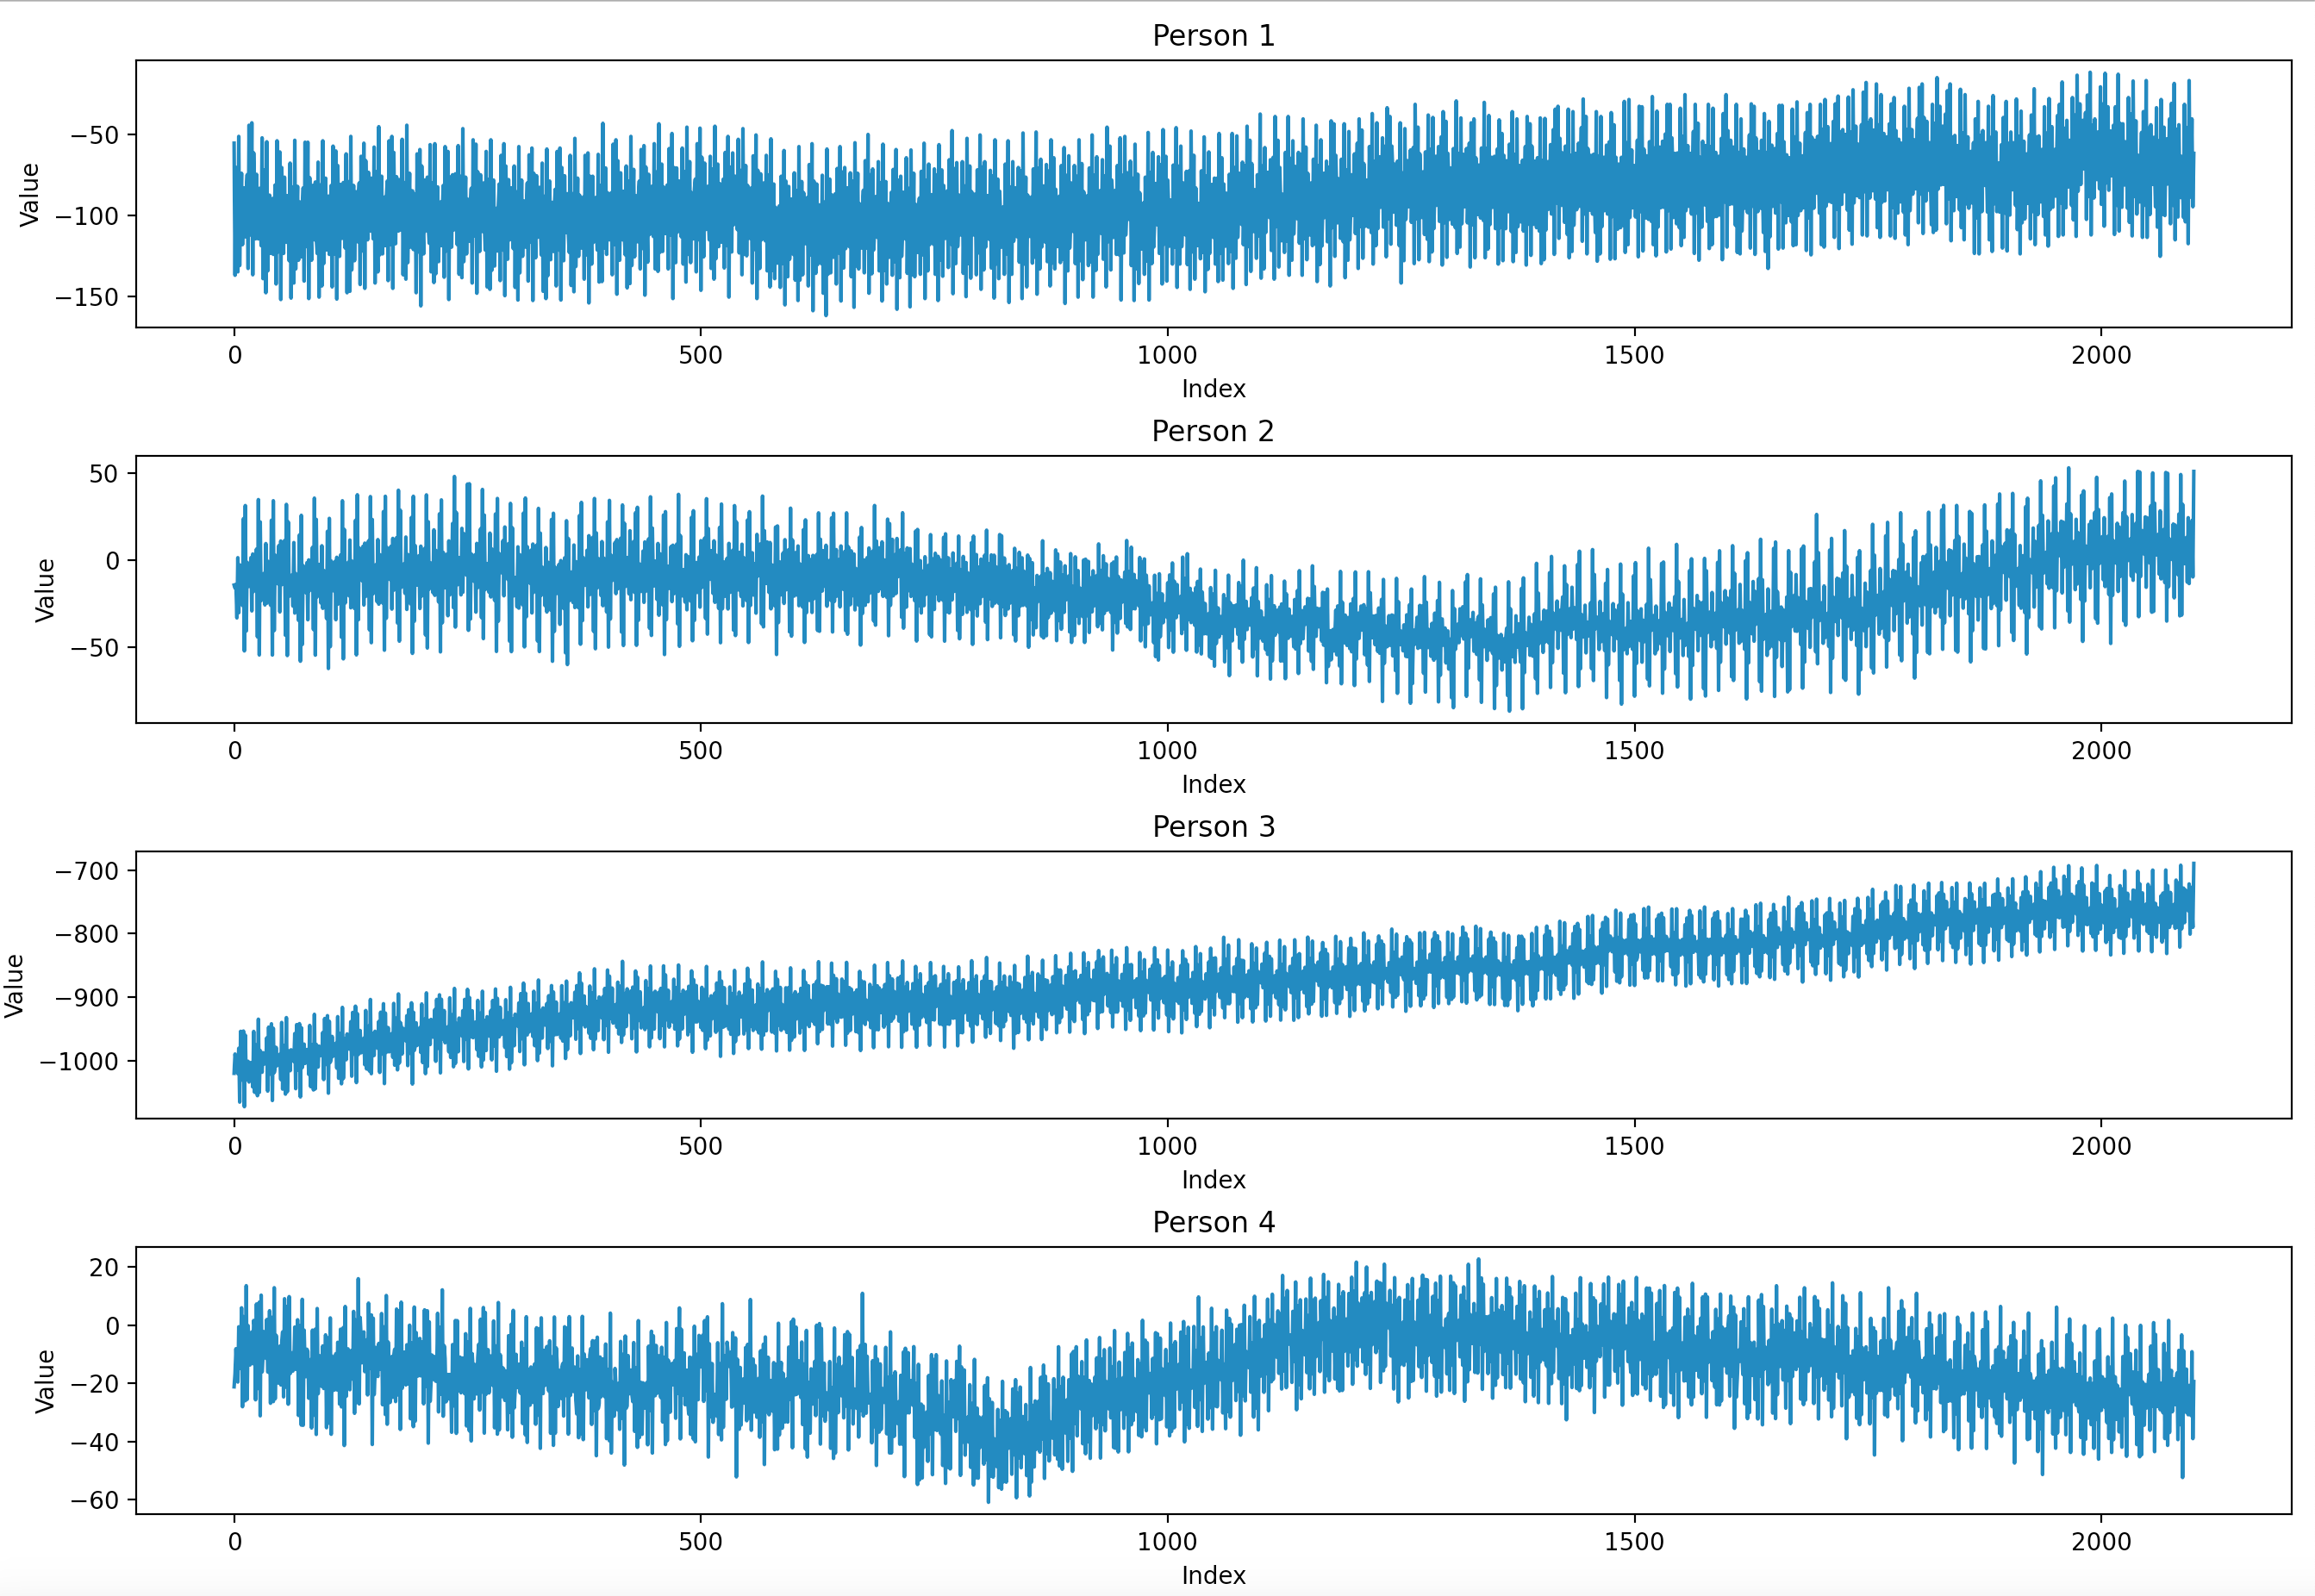 Person 1
Value
−50
−100
−150
0 500 1000 1500 2000
Index
Person 2
Value
50
0
−50
0 500 1000 1500 2000
Index
Person 3
Value
−700
−800
−900
−1000
0 500 1000 1500 2000
Index
Person 4
Value
20
0
−20
−40
−60
0 500 1000 1500 2000
Index